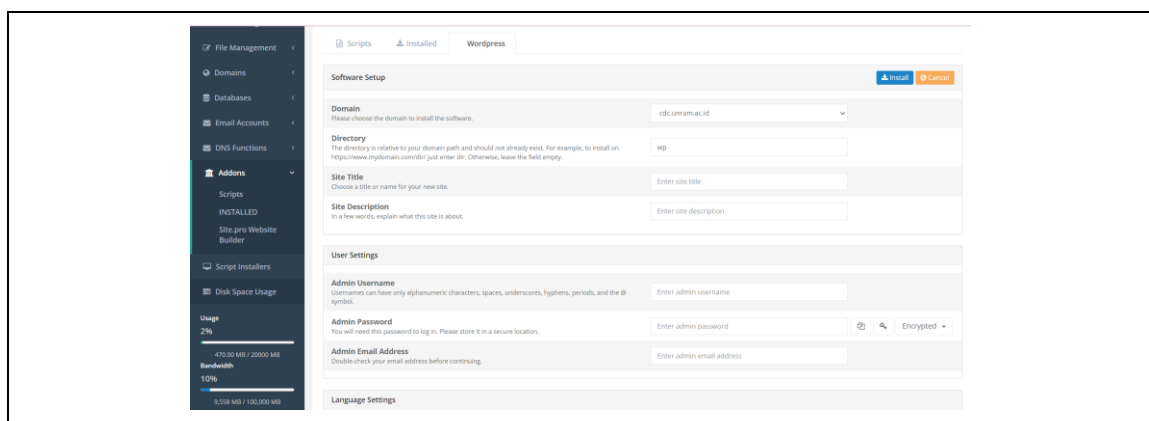 File Management
Domains
Databases
Email Accounts
DNS Functions
Addons
Scripts
INSTALLED
Site.pro Website
Builder
Script Installers
Disk Space Usage
Usage
2%
470.00 MB / 20000 MB
Bandwidth
10%
9,558 MB / 100,000 MB
Scripts
Installed
Wordpress
Software Setup
Install
Cancel
Domain
Please choose the domain to install the software.
cdc.unram.ac.id
Directory
The directory is relative to your domain path and should not already exist. For example, to install on
https://www.mydomain.com/dir/ just enter dir. Otherwise, leave the field empty.
wp
Site Title
Choose a title or name for your new site.
Enter site title
Site Description
In a few words, explain what this site is about.
Enter site description
User Settings
Admin Username
Usernames can have only alphanumeric characters, spaces, underscores, hyphens, periods, and the @
symbol.
Enter admin username
Admin Password
You will need this password to log in. Please store it in a secure location.
Enter admin password
Encrypted
Admin Email Address
Double check your email address before continuing.
Enter admin email address
Language Settings